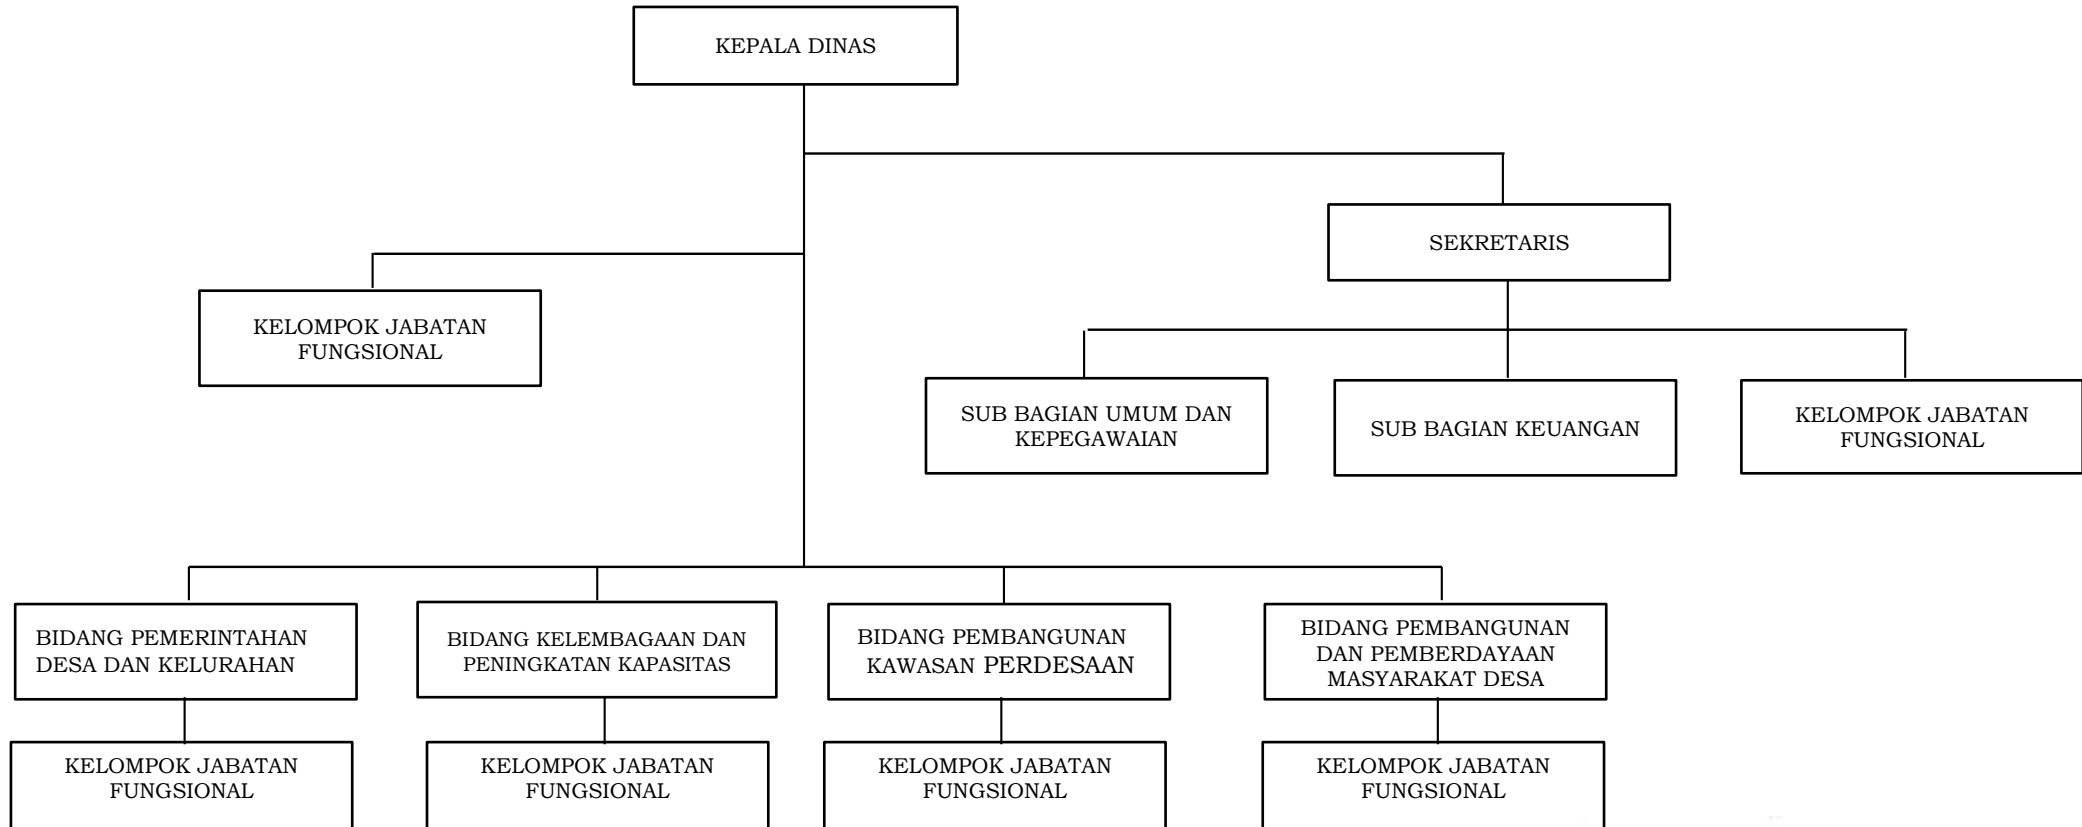 KEPALA DINAS
SEKRETARIS
KELOMPOK JABATAN
FUNGSIONAL
SUB BAGIAN UMUM DAN
KEPEGAWAIAN
SUB BAGIAN KEUANGAN
KELOMPOK JABATAN
FUNGSIONAL
BIDANG PEMERINTAHAN
DESA DAN KELURAHAN
BIDANG KELEMBAGAAN DAN
PENINGKATAN KAPASITAS
BIDANG PEMBANGUNAN
KAWASAN PERDESAAN
BIDANG PEMBANGUNAN
DAN PEMBERDAYAAN
MASYARAKAT DESA
KELOMPOK JABATAN
FUNGSIONAL
KELOMPOK JABATAN
FUNGSIONAL
KELOMPOK JABATAN
FUNGSIONAL
KELOMPOK JABATAN
FUNGSIONAL